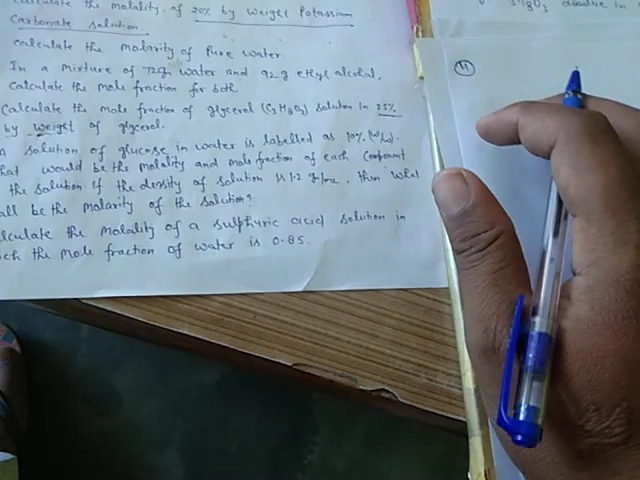 calculate the molality of 20% by weight Potassium
Carbonate solution.
calculate the molarity of Pure water.
In a mixture of 72g water and 92 g ethyl alcohol.
calculate the mole fraction for both.
Calculate the mole fraction of glycerol (C3H8O3) solution in 25%
by weight of glycerol.
A solution of glucose in water is labelled as 10% (w/w).
hat would be the molality and mole fraction of each Component
the solution. If the density of solution is 1.2 g/mL, then what
all be the molarity of the solution?
lculate the molality of a sulphuric acid solution in
ich the mole fraction of water is 0.85.
dissolve in